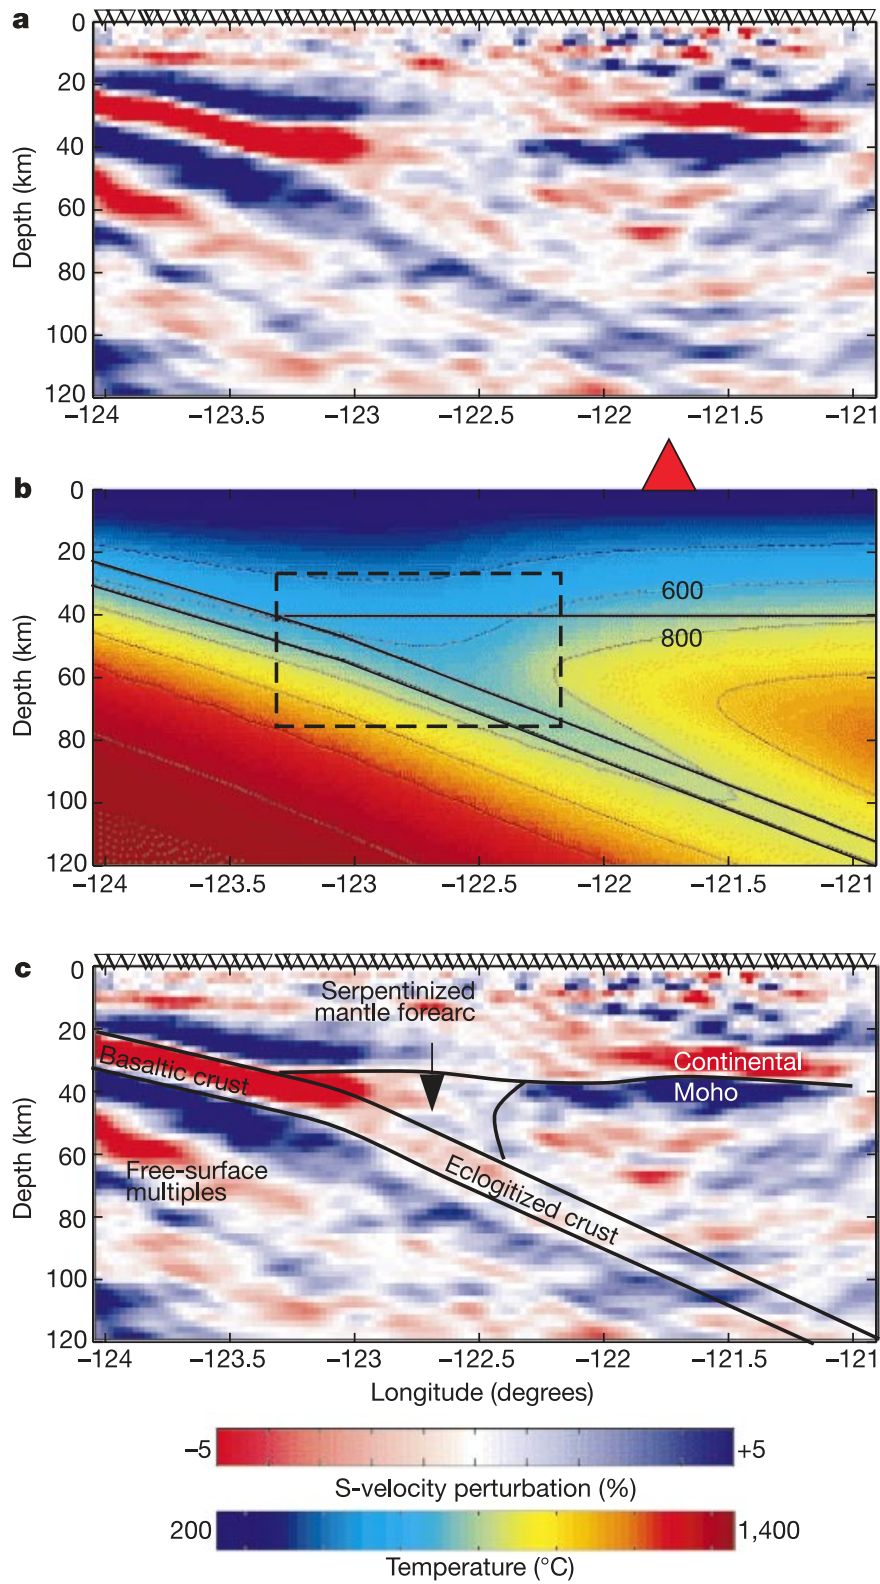 a
0
20
40
60
80
100
120
Depth (km)
−124 −123.5 −123 −122.5 −122 −121.5 −121
b
0
20
40
60
80
100
120
Depth (km)
600
800
−124 −123.5 −123 −122.5 −122 −121.5 −121
c
0
20
40
60
80
100
120
Depth (km)
Serpentinized
mantle forearc
Basaltic crust
Continental
Moho
Free-surface
multiples
Eclogitized crust
−124 −123.5 −123 −122.5 −122 −121.5 −121
Longitude (degrees)
−5 +5
S-velocity perturbation (%)
200 1,400
Temperature (°C)